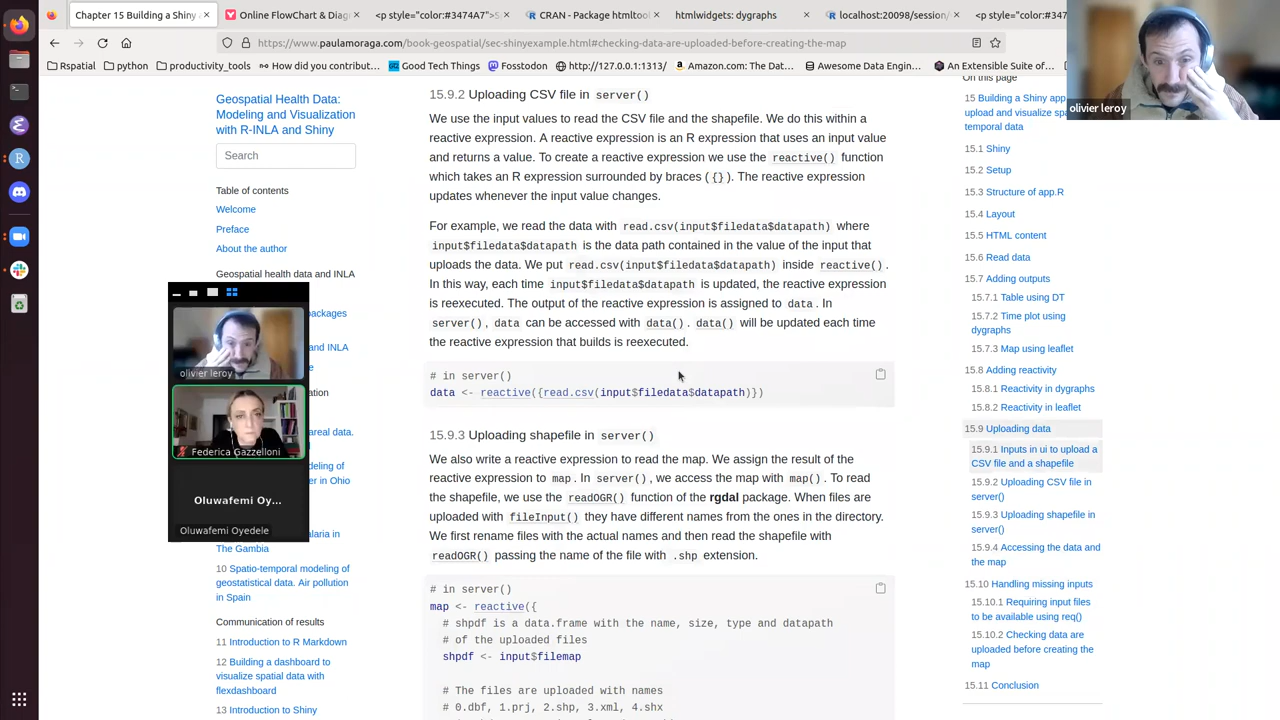 Chapter 15 Building a Shiny
Online FlowChart & Diag
<p style="color:#3474A7">S
CRAN - Package htmltoo
htmlwidgets: dygraphs
localhost:20098/session/
<p style="color:#347
https://www.paulamoraga.com/book-geospatial/sec-shinyexample.html#checking-data-are-uploaded-before-creating-the-map
Rspatial
python
productivity_tools
How did you contribut...
Good Tech Things
Fosstodon
http://127.0.0.1:1313/
Amazon.com: The Dat...
Awesome Data Engin...
An Extensible Suite of...
olivier leroy
Geospatial Health Data:
Modeling and Visualization
with R-INLA and Shiny
Search
Table of contents
Welcome
Preface
About the author
Geospatial health data and INLA
packages
and INLA
olivier leroy
Federica Gazzelloni
Oluwafemi Oy...
Oluwafemi Oyedele
areal data.
er in Ohio
alaria in
The Gambia
10 Spatio-temporal modeling of
geostatistical data. Air pollution
in Spain
Communication of results
11 Introduction to R Markdown
12 Building a dashboard to
visualize spatial data with
flexdashboard
13 Introduction to Shiny
15.9.2 Uploading CSV file in server()
We use the input values to read the CSV file and the shapefile. We do this within a
reactive expression. A reactive expression is an R expression that uses an input value
and returns a value. To create a reactive expression we use the reactive() function
which takes an R expression surrounded by braces ({}). The reactive expression
updates whenever the input value changes.
For example, we read the data with read.csv(input$filedata$datapath) where
input$filedata$datapath is the data path contained in the value of the input that
uploads the data. We put read.csv(input$filedata$datapath) inside reactive().
In this way, each time input$filedata$datapath is updated, the reactive expression
is reexecuted. The output of the reactive expression is assigned to data. In
server(), data can be accessed with data(). data() will be updated each time
the reactive expression that builds is reexecuted.
# in server()
data <- reactive({read.csv(input$filedata$datapath)})
15.9.3 Uploading shapefile in server()
We also write a reactive expression to read the map. We assign the result of the
reactive expression to map. In server(), we access the map with map(). To read
the shapefile, we use the readOGR() function of the rgdal package. When files are
uploaded with fileInput() they have different names from the ones in the directory.
We first rename files with the actual names and then read the shapefile with
readOGR() passing the name of the file with .shp extension.
# in server()
map <- reactive({
# shpdf is a data.frame with the name, size, type and datapath
# of the uploaded files
shpdf <- input$filemap
# The files are uploaded with names
# 0.dbf, 1.prj, 2.shp, 3.xml, 4.shx
On this page
15 Building a Shiny app
upload and visualize spa
temporal data
15.1 Shiny
15.2 Setup
15.3 Structure of app.R
15.4 Layout
15.5 HTML content
15.6 Read data
15.7 Adding outputs
15.7.1 Table using DT
15.7.2 Time plot using
dygraphs
15.7.3 Map using leaflet
15.8 Adding reactivity
15.8.1 Reactivity in dygraphs
15.8.2 Reactivity in leaflet
15.9 Uploading data
15.9.1 Inputs in ui to upload a
CSV file and a shapefile
15.9.2 Uploading CSV file in
server()
15.9.3 Uploading shapefile in
server()
15.9.4 Accessing the data and
the map
15.10 Handling missing inputs
15.10.1 Requiring input files
to be available using req()
15.10.2 Checking data are
uploaded before creating the
map
15.11 Conclusion